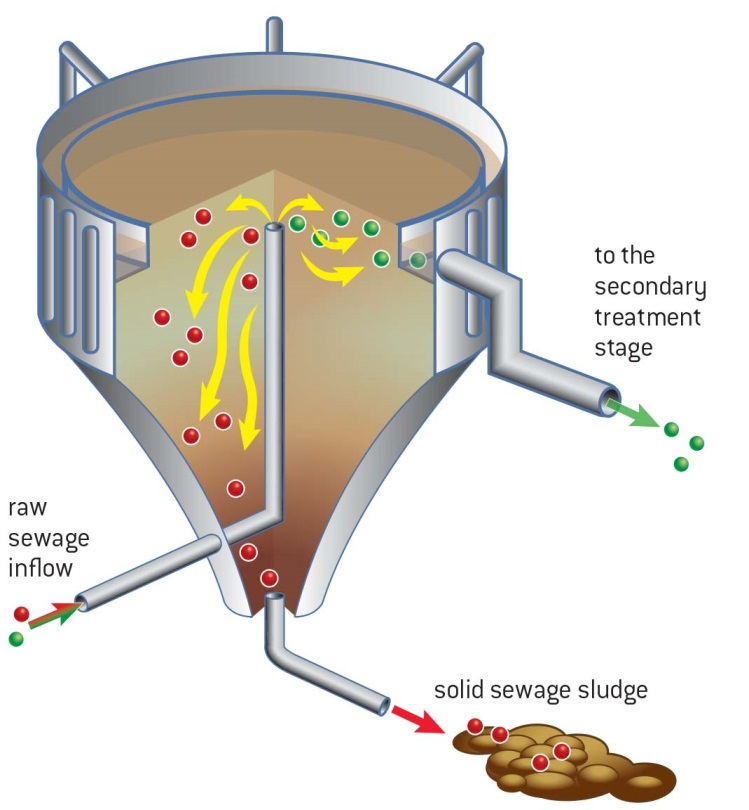 to the
secondary
treatment
stage
raw
sewage
inflow
solid sewage sludge